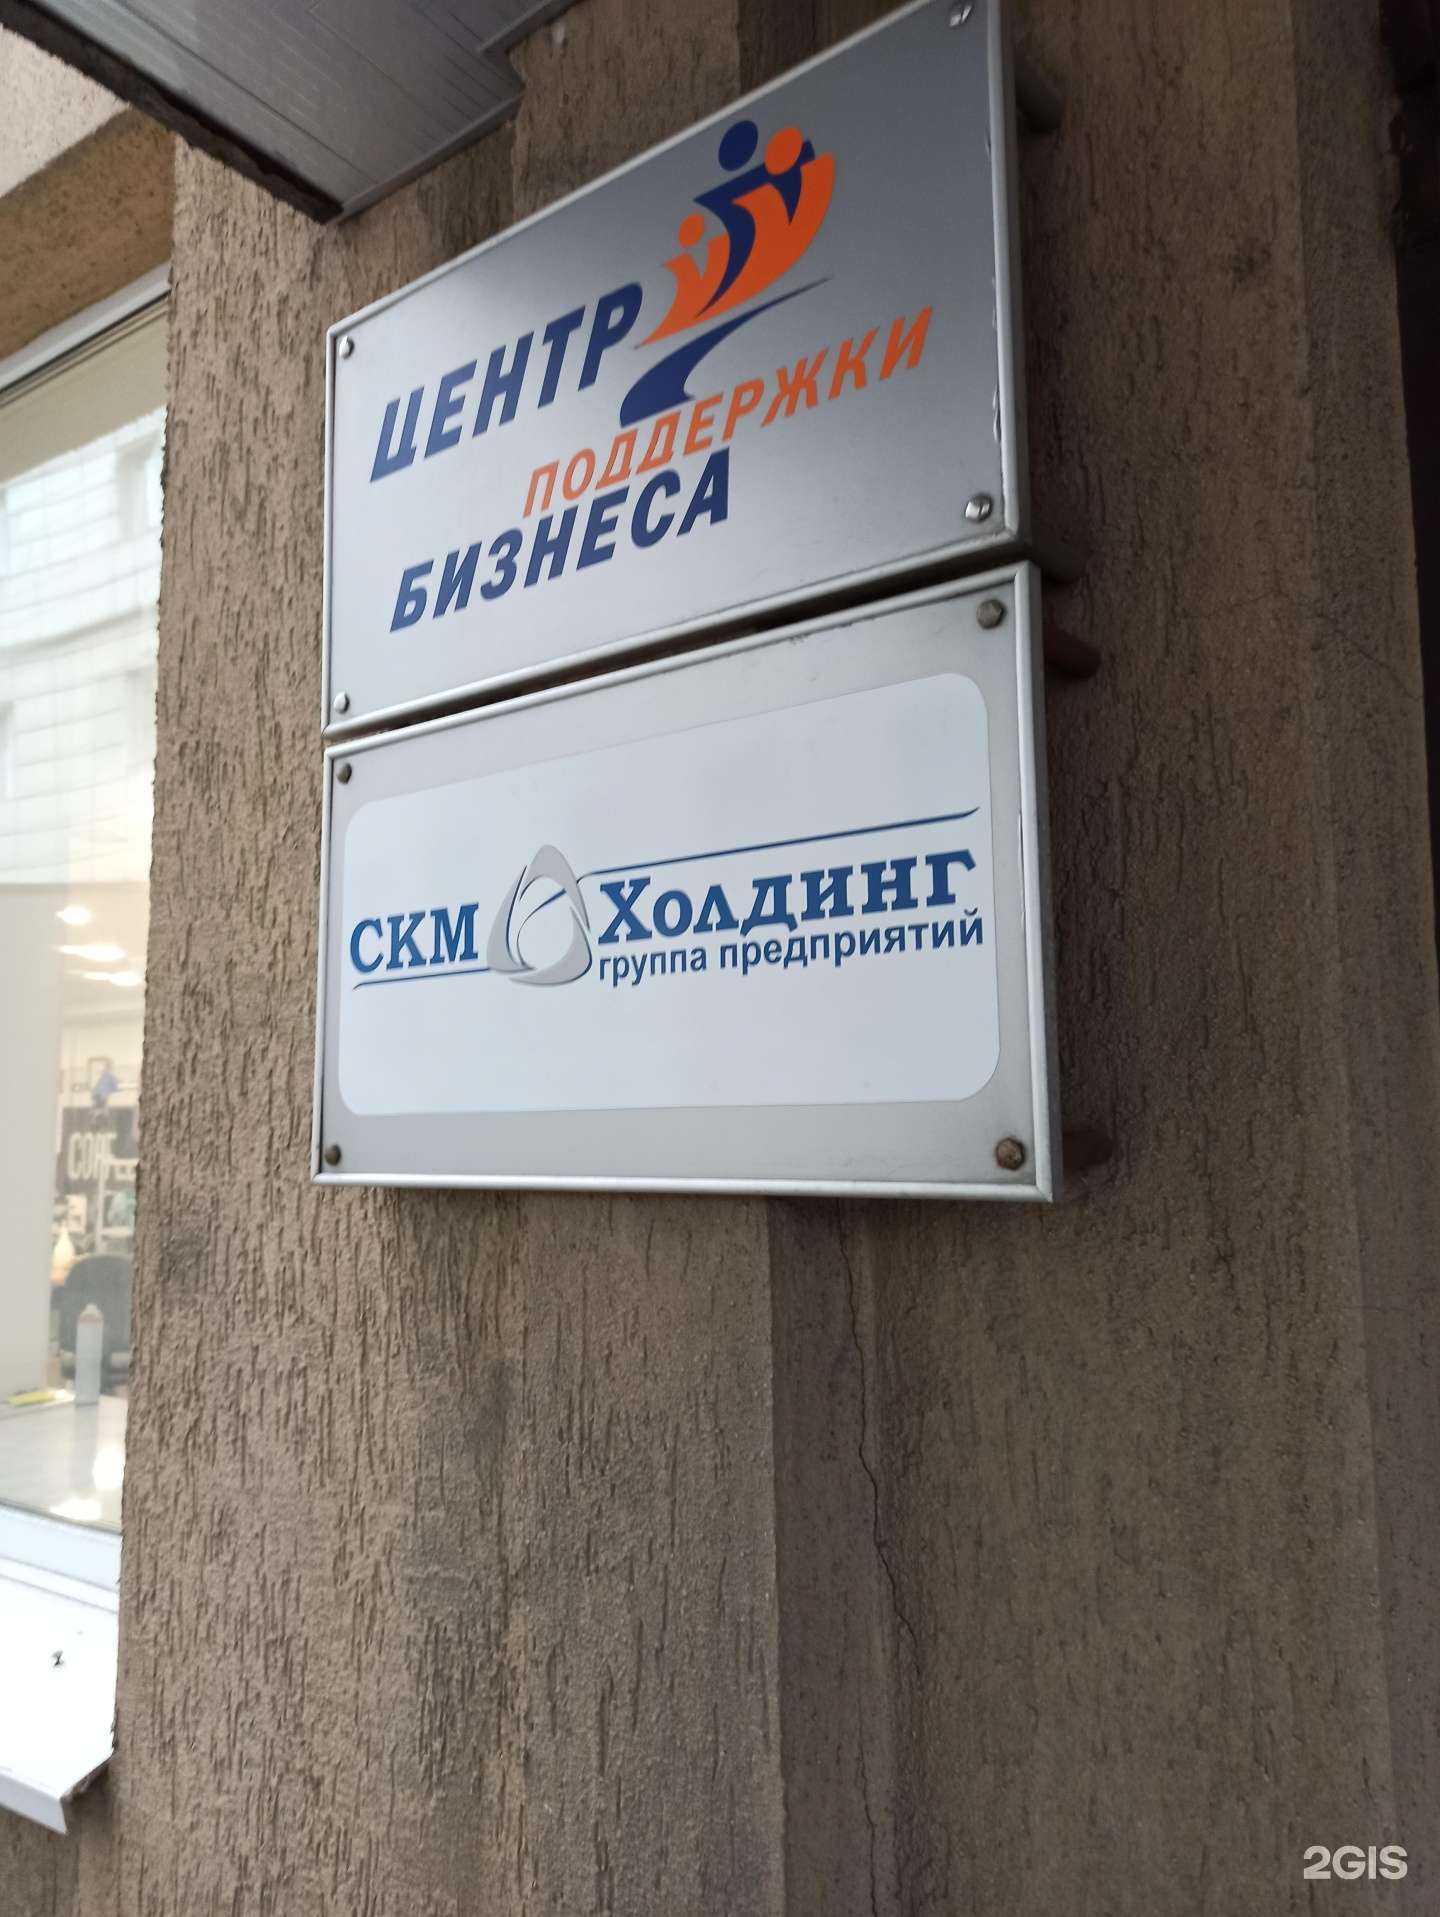 ЦЕНТР
ПОДДЕРЖКИ
БИЗНЕСА
СКМ Холдинг
группа предприятий
2GIS